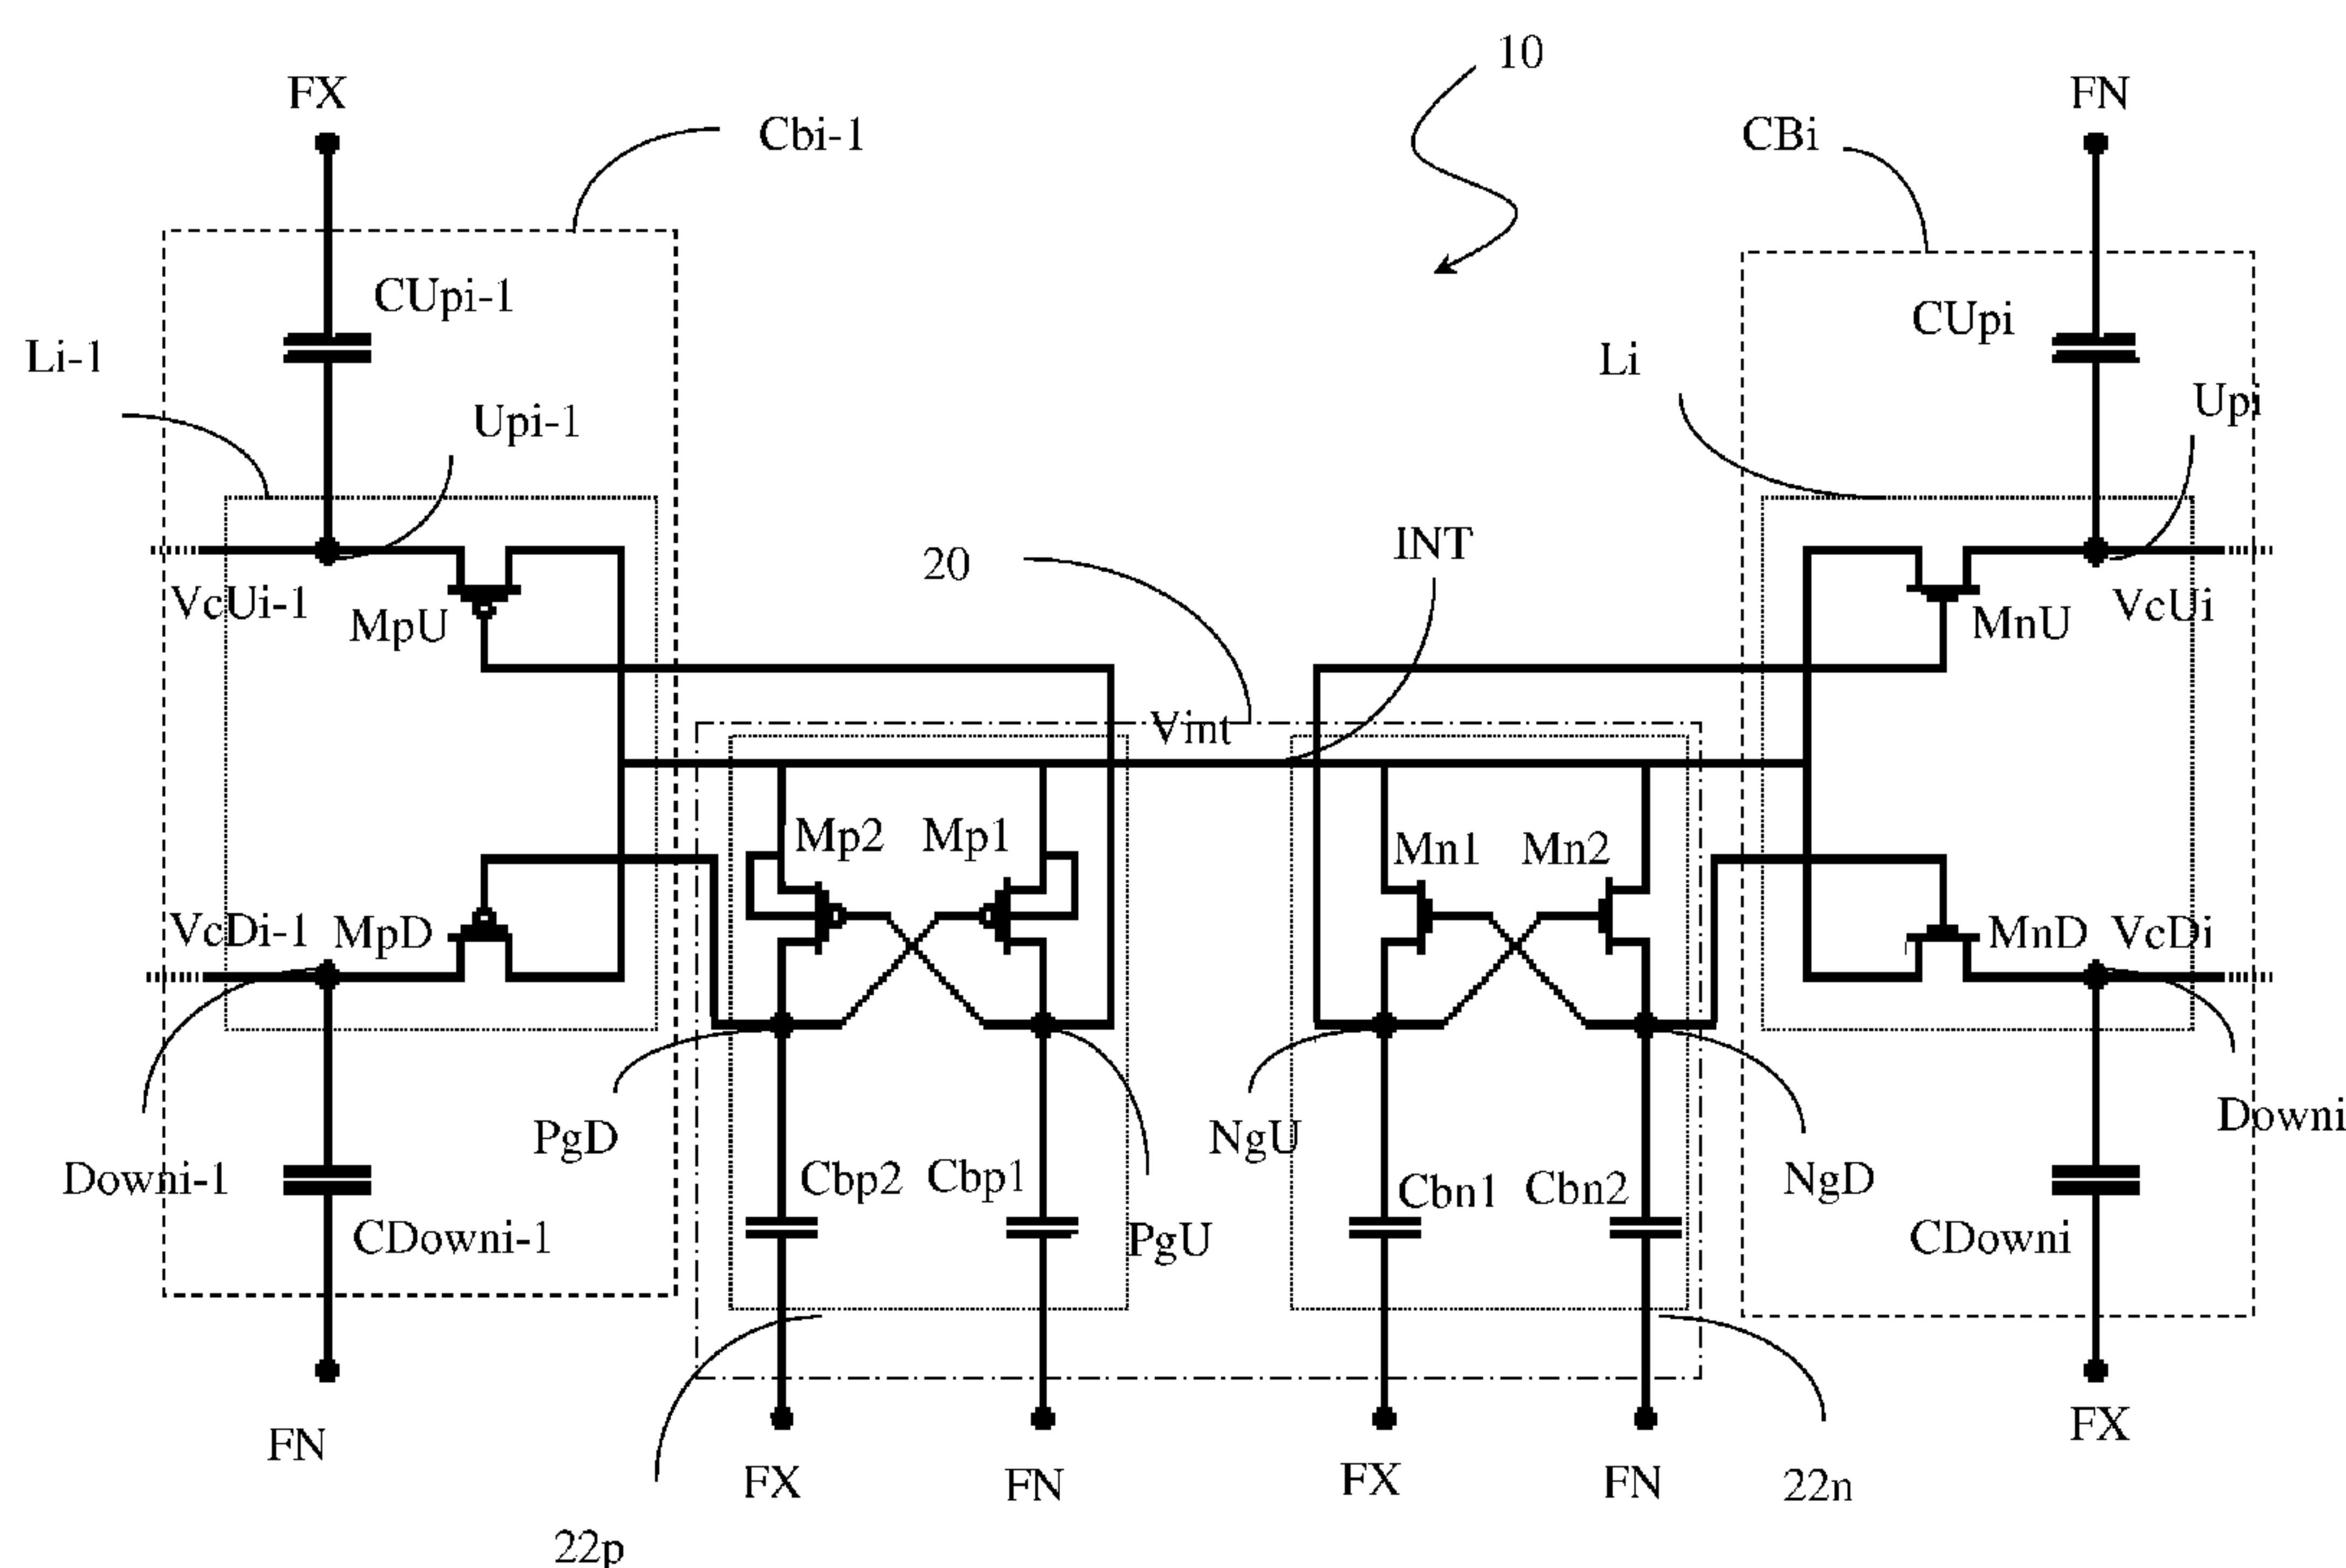 10
FX
FN
Cbi-1
CBi
CUpi-1
CUpi
Li-1
Li
Upi-1
Upi
INT
20
VcUi-1
MpU
MnU
VcUi
Vint
Mp2
Mp1
Mn1
Mn2
VcDi-1
MpD
MnD
VcDi
PgD
NgU
Downi
Downi-1
Cbp2
Cbp1
Cbn1
Cbn2
NgD
CDowni-1
PgU
CDowni
FN
FX
FX
FN
FX
FN
22n
22p